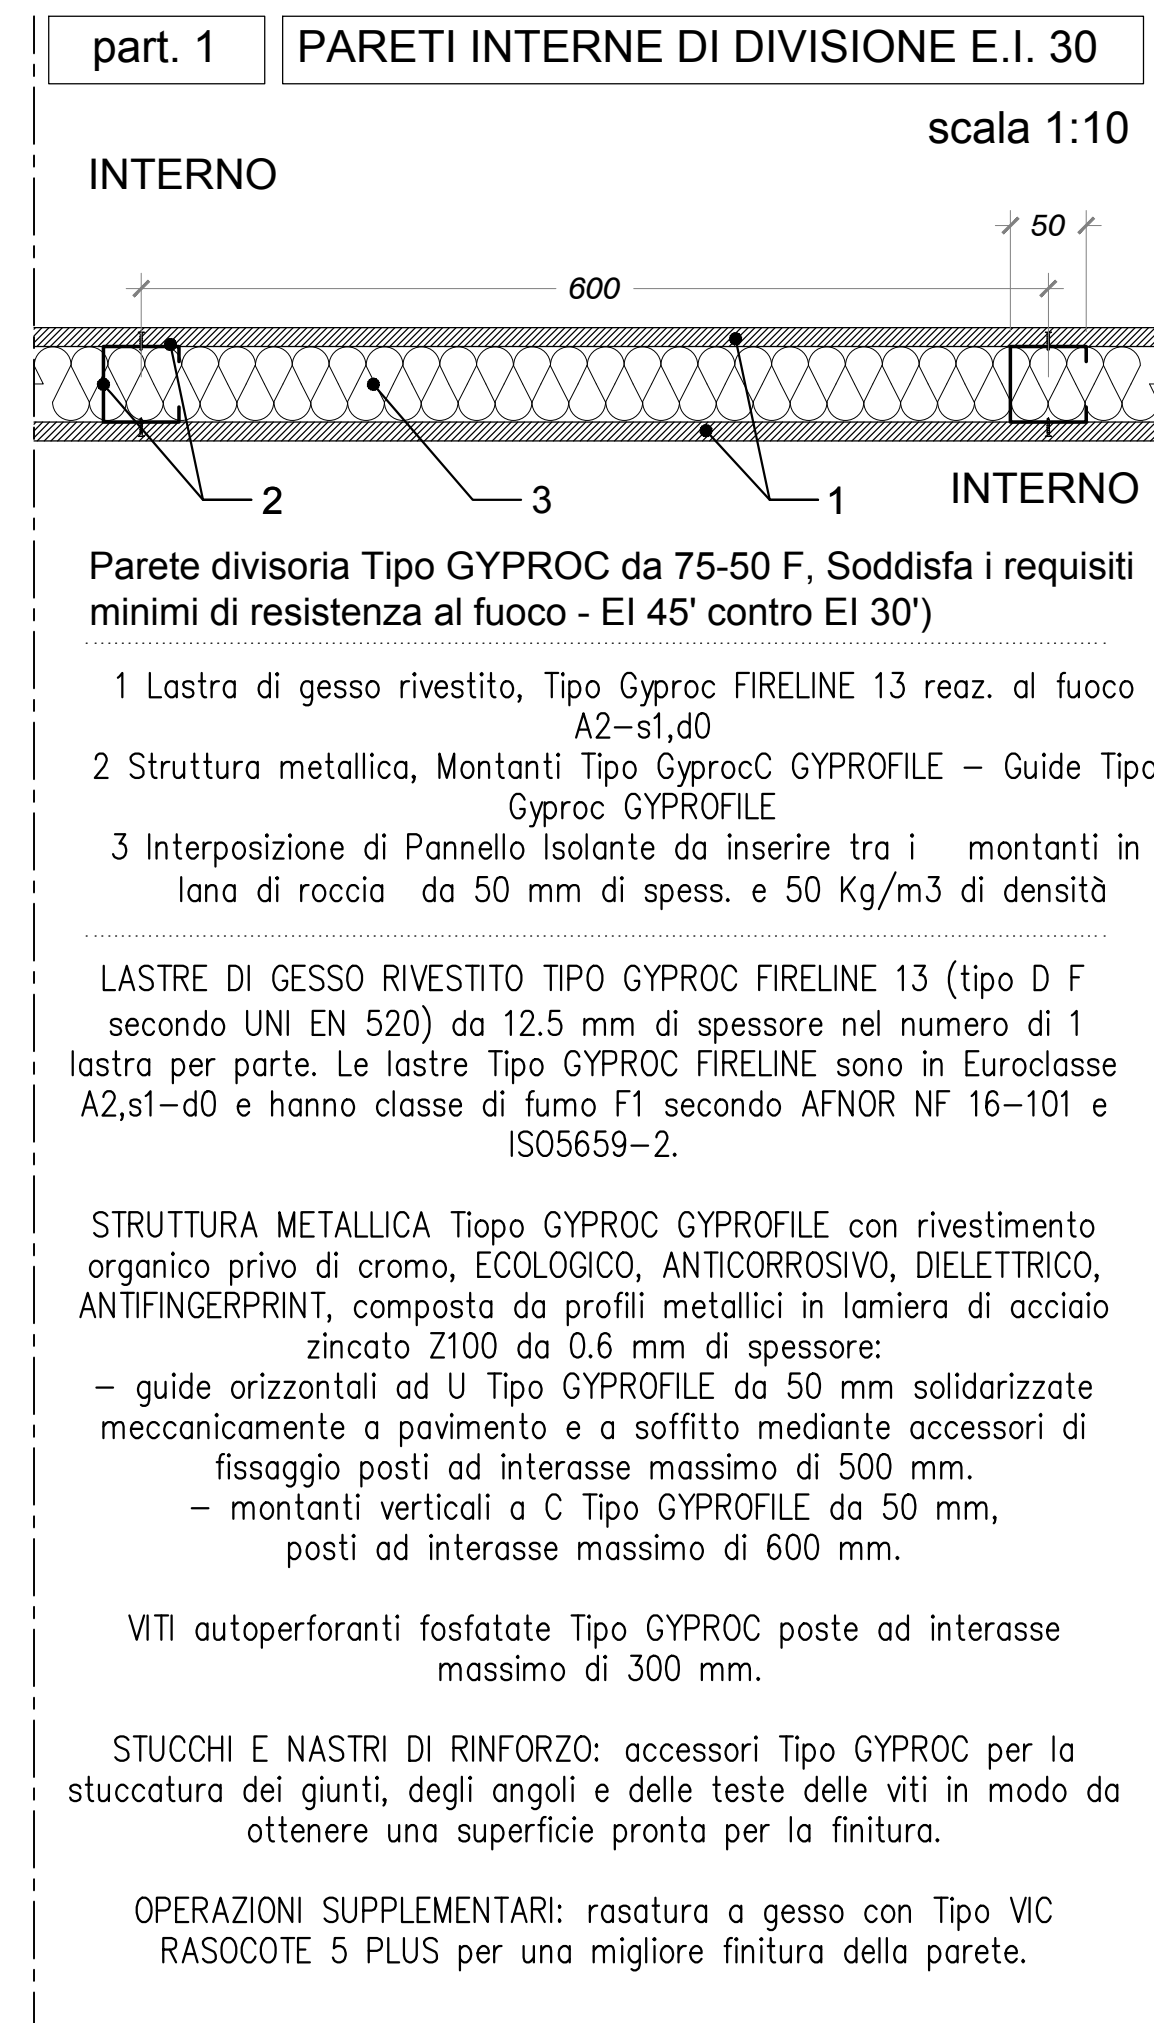 part. 1
PARETI INTERNE DI DIVISIONE E.I. 30
scala 1:10
INTERNO
50
600
2
3
1
INTERNO
Parete divisoria Tipo GYPROC da 75-50 F, Soddisfa i requisiti
minimi di resistenza al fuoco - EI 45' contro EI 30')
1 Lastra di gesso rivestito, Tipo Gyproc FIRELINE 13 reaz. al fuoco
A2-s1,d0
2 Struttura metallica, Montanti Tipo GyprocC GYPROFILE - Guide Tipo
Gyproc GYPROFILE
3 Interposizione di Pannello Isolante da inserire tra i montanti in
lana di roccia da 50 mm di spess. e 50 Kg/m3 di densità
LASTRE DI GESSO RIVESTITO TIPO GYPROC FIRELINE 13 (tipo D F
secondo UNI EN 520) da 12.5 mm di spessore nel numero di 1
lastra per parte. Le lastre Tipo GYPROC FIRELINE sono in Euroclasse
A2,s1-d0 e hanno classe di fumo F1 secondo AFNOR NF 16-101 e
ISO5659-2.
STRUTTURA METALLICA Tiopo GYPROC GYPROFILE con rivestimento
organico privo di cromo, ECOLOGICO, ANTICORROSIVO, DIELETTRICO,
ANTIFINGERPRINT, composta da profili metallici in lamiera di acciaio
zincato Z100 da 0.6 mm di spessore:
- guide orizzontali ad U Tipo GYPROFILE da 50 mm solidarizzate
meccanicamente a pavimento e a soffitto mediante accessori di
fissaggio posti ad interasse massimo di 500 mm.
- montanti verticali a C Tipo GYPROFILE da 50 mm,
posti ad interasse massimo di 600 mm.
VITI autoperforanti fosfatate Tipo GYPROC poste ad interasse
massimo di 300 mm.
STUCCHI E NASTRI DI RINFORZO: accessori Tipo GYPROC per la
stuccatura dei giunti, degli angoli e delle teste delle viti in modo da
ottenere una superficie pronta per la finitura.
OPERAZIONI SUPPLEMENTARI: rasatura a gesso con Tipo VIC
RASOCOTE 5 PLUS per una migliore finitura della parete.